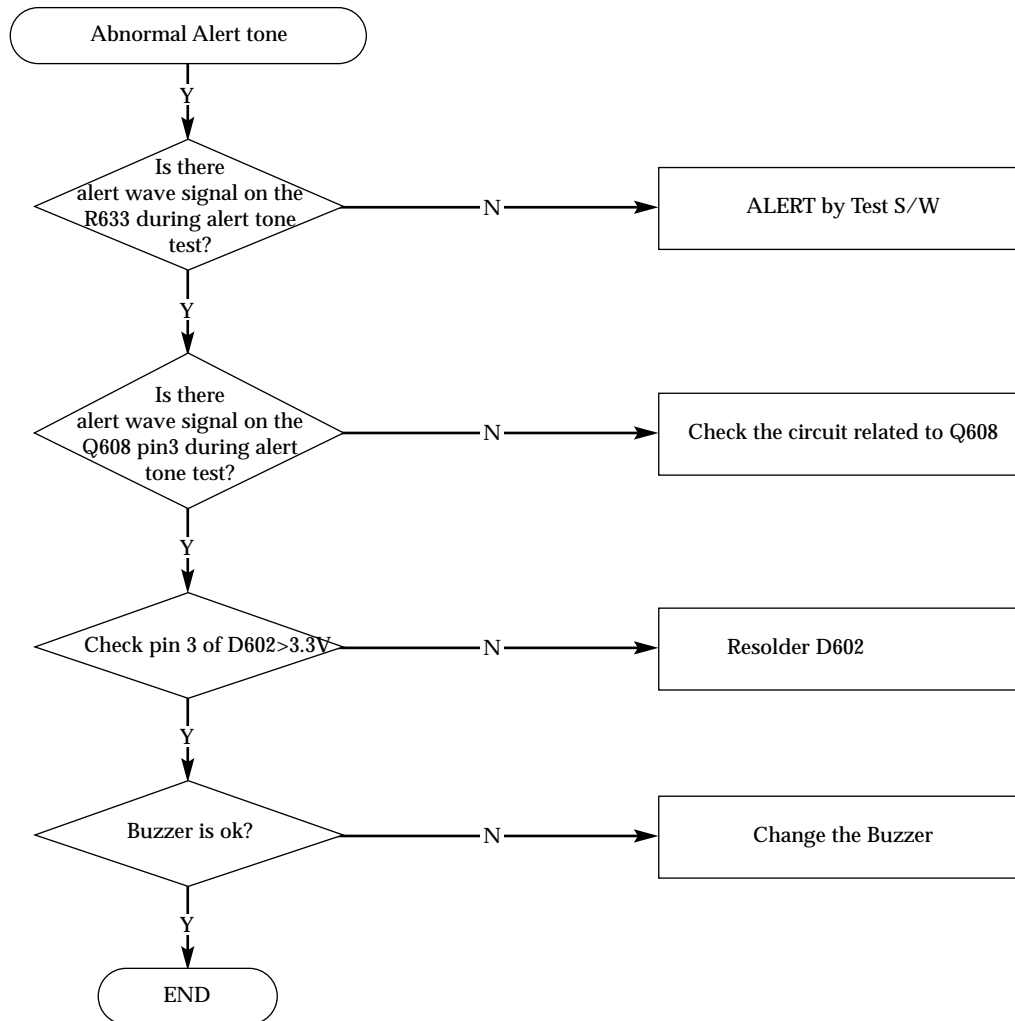 Abnormal Alert tone
Y
Is there
alert wave signal on the
R633 during alert tone
test?
N
ALERT by Test S/W
Y
Is there
alert wave signal on the
Q608 pin3 during alert
tone test?
N
Check the circuit related to Q608
Y
Check pin 3 of D602>3.3V
N
Resolder D602
Y
Buzzer is ok?
N
Change the Buzzer
Y
END